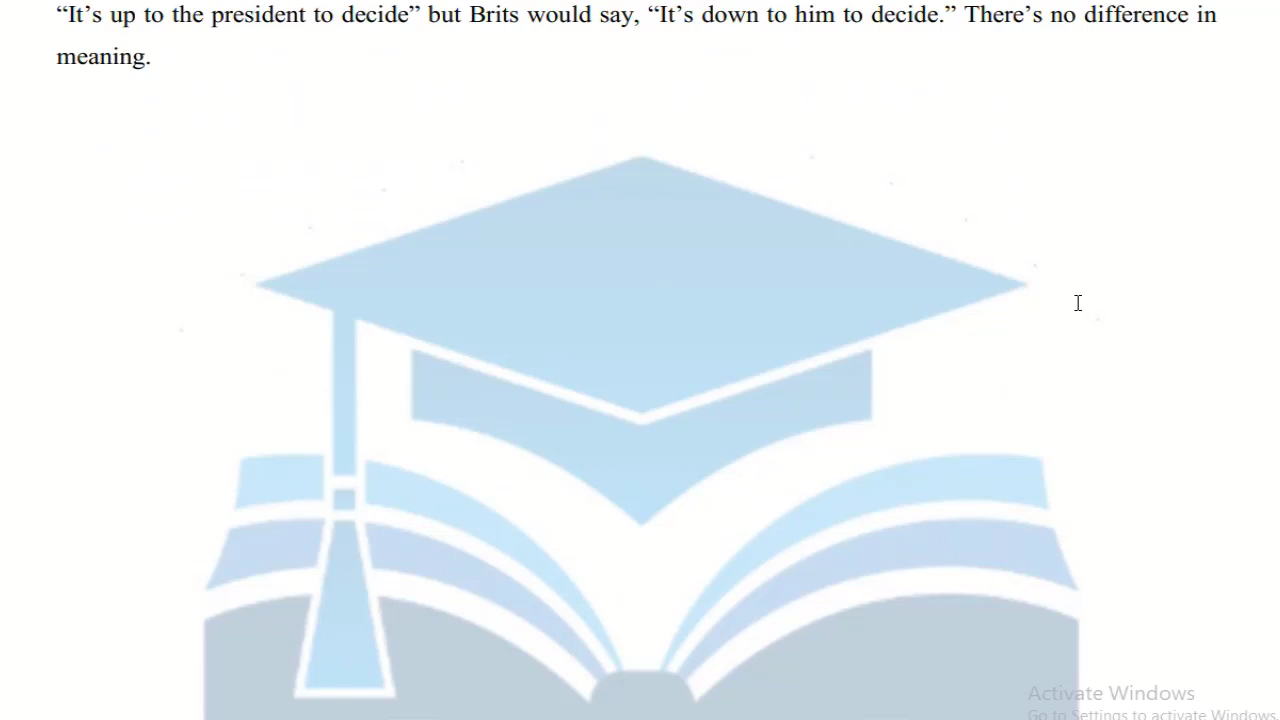 “It’s up to the president to decide” but Brits would say, “It’s down to him to decide.” There’s no difference in
meaning.
Activate Windows
Go to Settings to activate Windows.